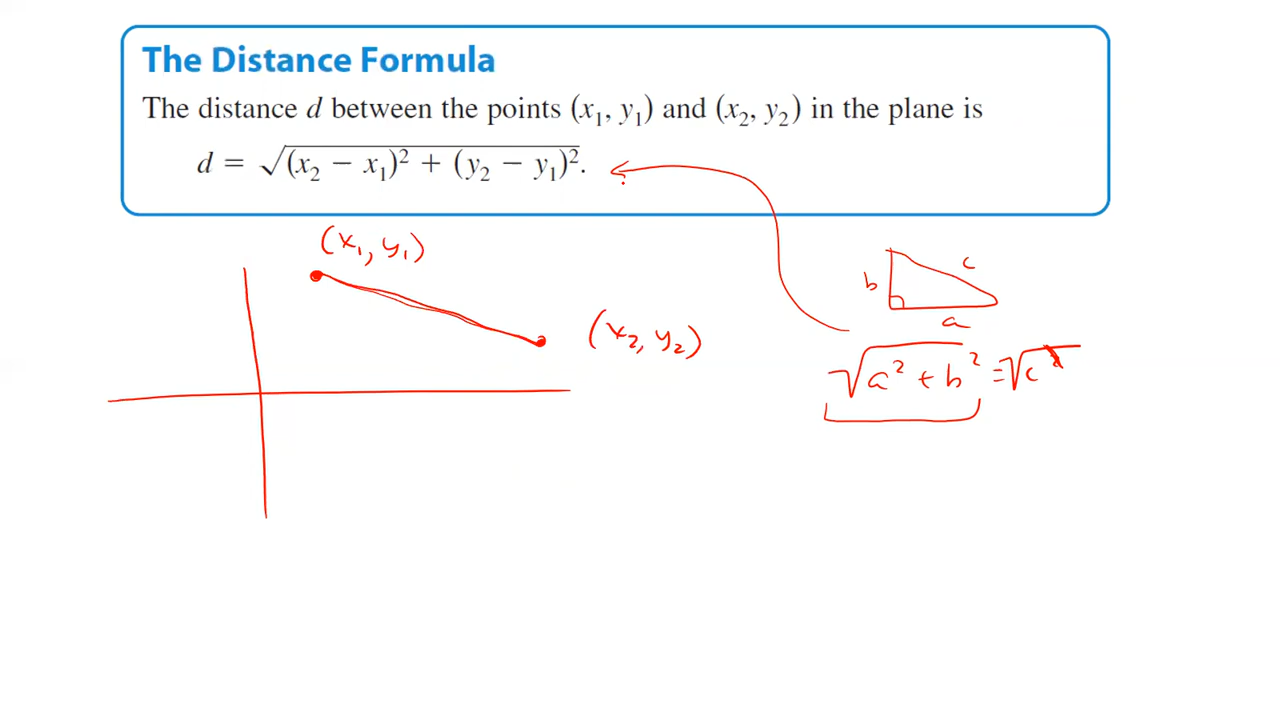 The Distance Formula
The distance d between the points (x₁, y₁) and (x₂, y₂) in the plane is
d = √(x₂ − x₁)² + (y₂ − y₁)².
(x₁, y₁)
(x₂, y₂)
b
c
a
√a² + b² = √c²